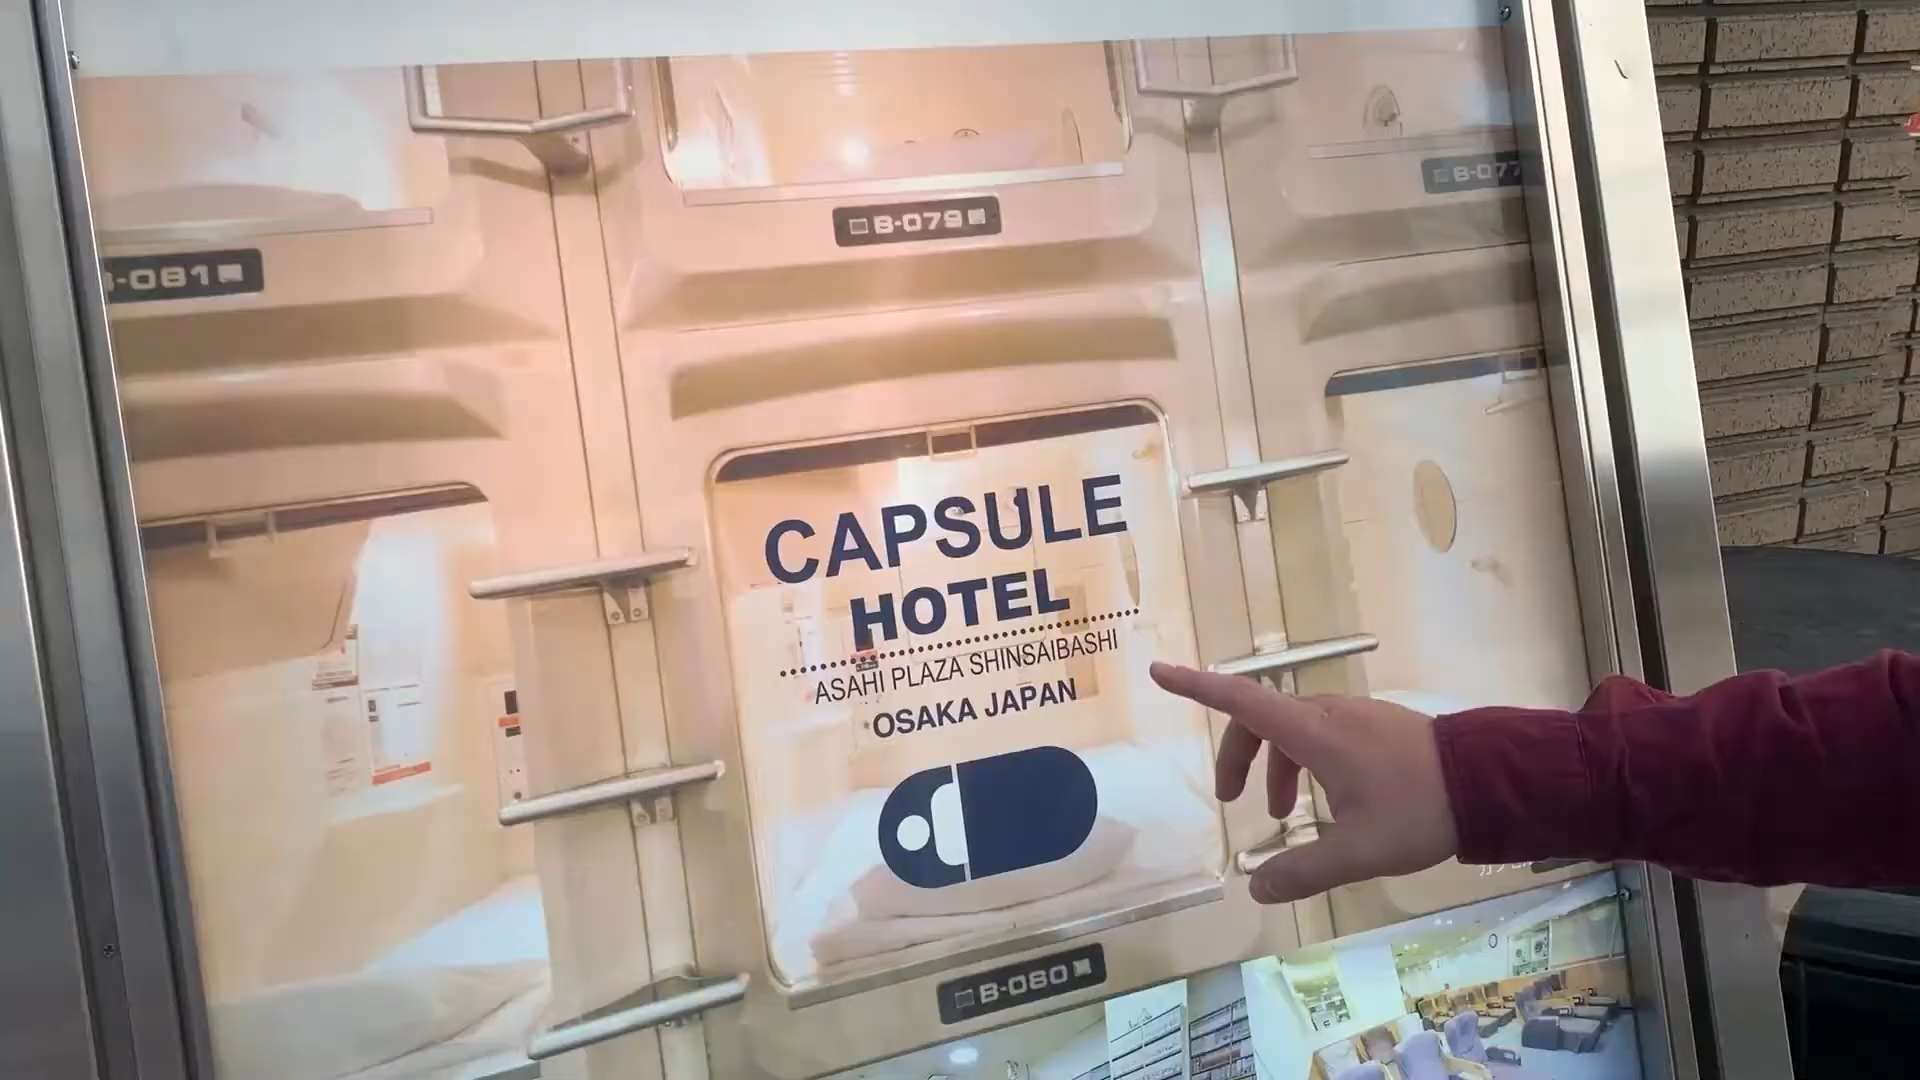 B-077
B-079
-081
CAPSULE
HOTEL
ASAHI PLAZA SHINSAIBASHI
OSAKA JAPAN
B-080